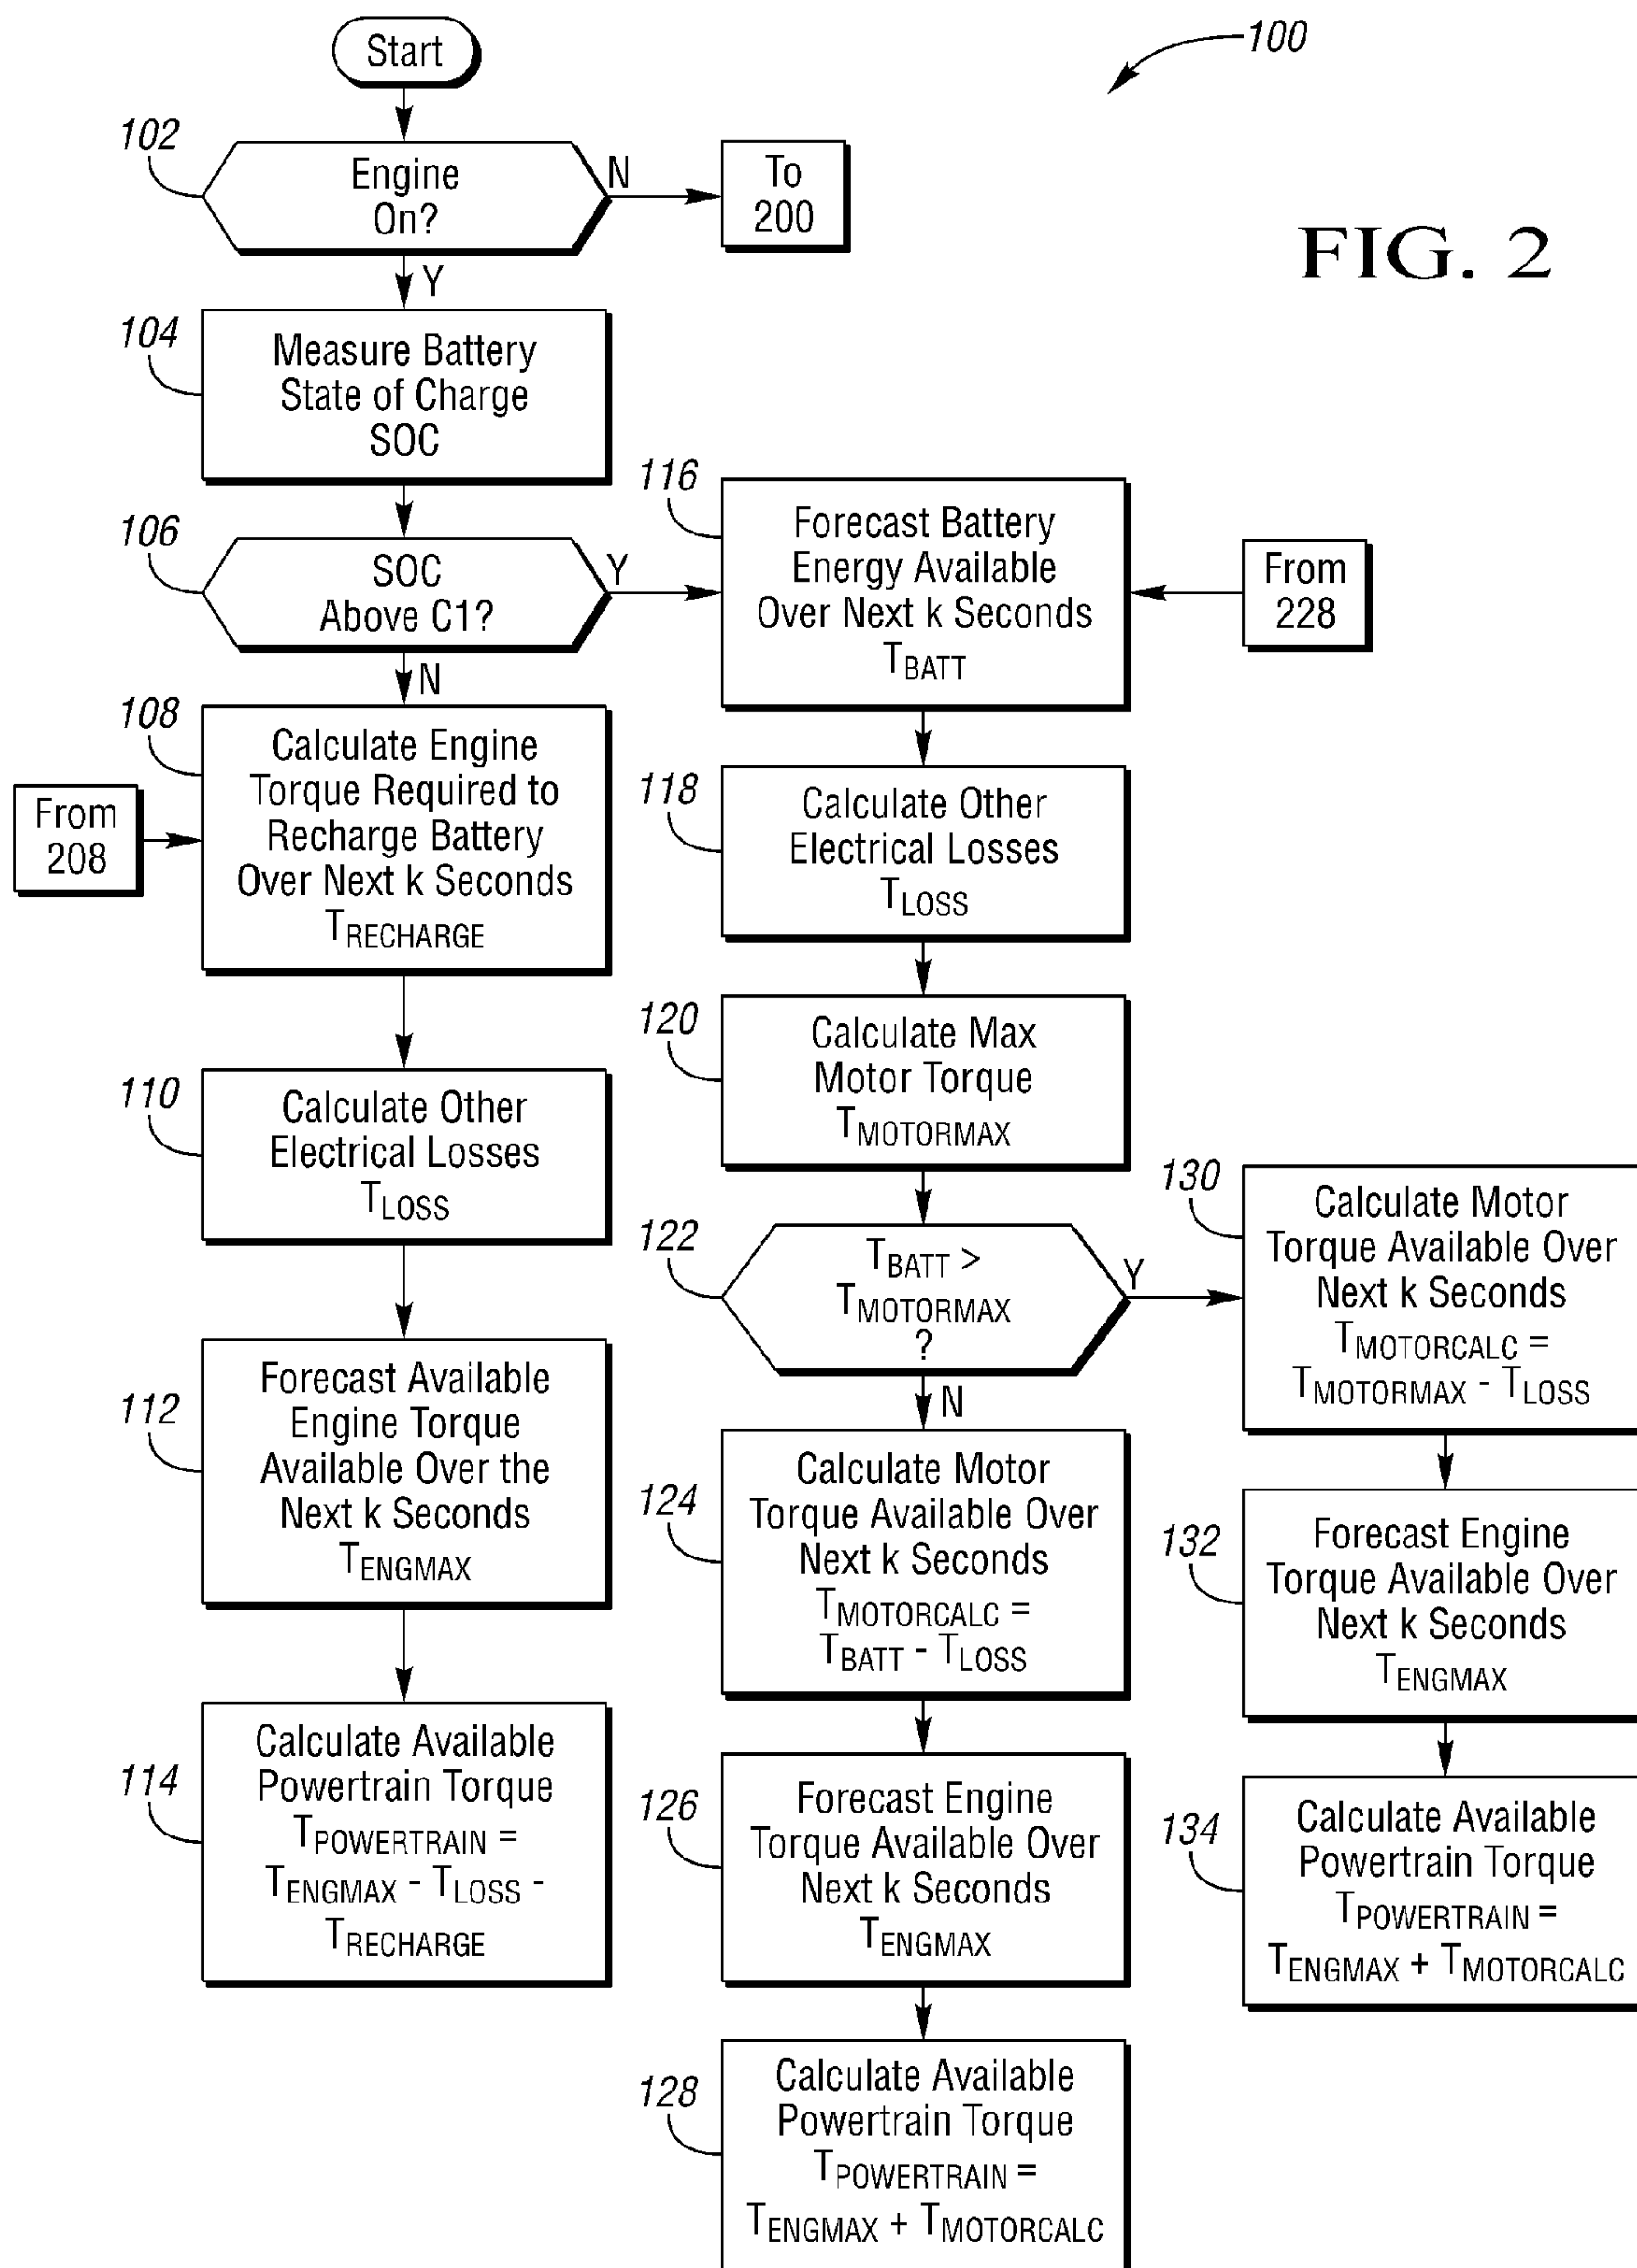 Start
100
102
Engine
On?
N
To
200
FIG. 2
Y
104
Measure Battery
State of Charge
SOC
106
SOC
Above C1?
Y
N
116
Forecast Battery
Energy Available
Over Next k Seconds
TBATT
From
228
108
Calculate Engine
Torque Required to
Recharge Battery
Over Next k Seconds
TRECHARGE
From
208
118
Calculate Other
Electrical Losses
TLOSS
110
Calculate Other
Electrical Losses
TLOSS
120
Calculate Max
Motor Torque
TMOTORMAX
122
TBATT >
TMOTORMAX
?
Y
N
130
Calculate Motor
Torque Available Over
Next k Seconds
TMOTORCALC =
TMOTORMAX - TLOSS
112
Forecast Available
Engine Torque
Available Over the
Next k Seconds
TENGMAX
124
Calculate Motor
Torque Available Over
Next k Seconds
TMOTORCALC =
TBATT - TLOSS
132
Forecast Engine
Torque Available Over
Next k Seconds
TENGMAX
114
Calculate Available
Powertrain Torque
TPOWERTRAIN =
TENGMAX - TLOSS -
TRECHARGE
126
Forecast Engine
Torque Available Over
Next k Seconds
TENGMAX
134
Calculate Available
Powertrain Torque
TPOWERTRAIN =
TENGMAX + TMOTORCALC
128
Calculate Available
Powertrain Torque
TPOWERTRAIN =
TENGMAX + TMOTORCALC